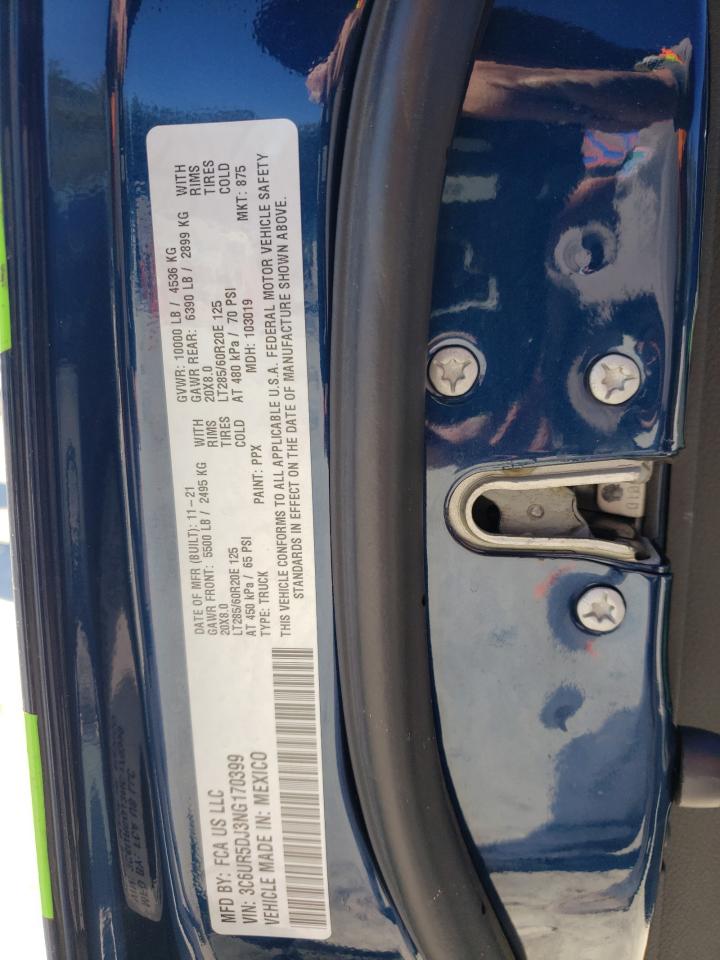 MFD BY: FCA US LLC
VIN: 3C6UR5DJ3NG170399
VEHICLE MADE IN: MEXICO
DATE OF MFR (BUILT): 11-21
GAWR FRONT: 5500 LB / 2495 KG WITH
20X8.0 RIMS
LT285/60R20E 125 TIRES
AT 450 kPa / 65 PSI COLD
TYPE: TRUCK PAINT: PPX
GVWR: 10000 LB / 4536 KG
GAWR REAR: 6390 LB / 2899 KG WITH
20X8.0 RIMS
LT285/60R20E 125 TIRES
AT 480 kPa / 70 PSI COLD
MDH: 103019 MKT: 875
THIS VEHICLE CONFORMS TO ALL APPLICABLE U.S.A. FEDERAL MOTOR VEHICLE SAFETY
STANDARDS IN EFFECT ON THE DATE OF MANUFACTURE SHOWN ABOVE.